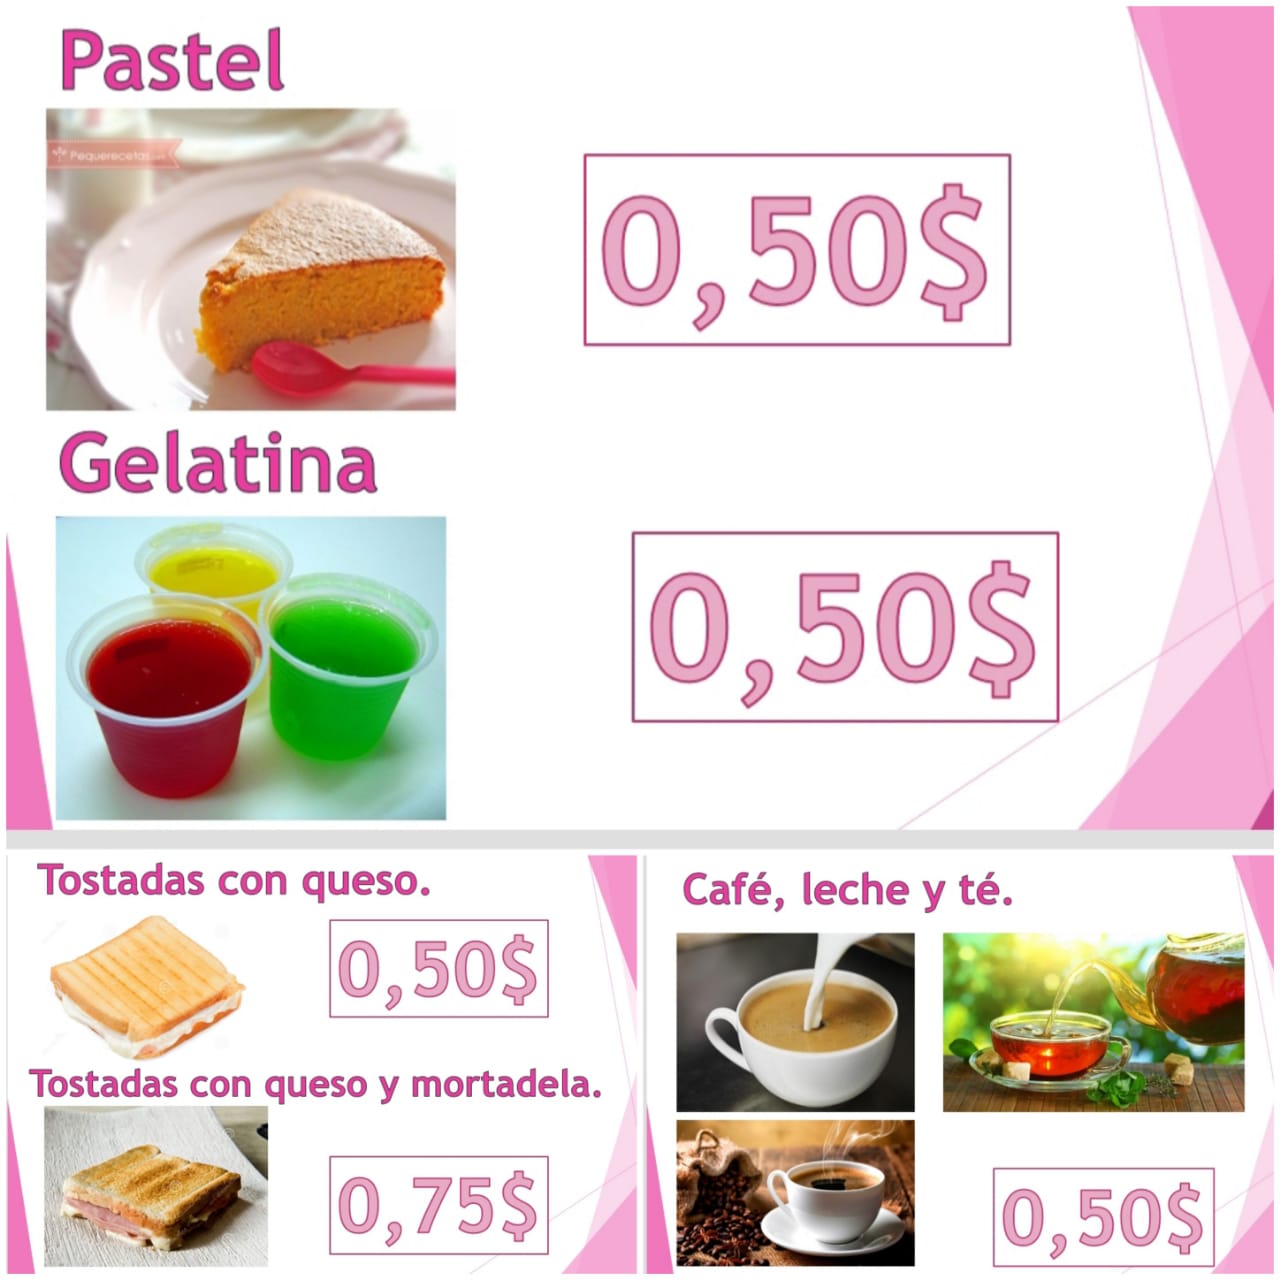 Pastel
Pequerecetas.com
0,50$
Gelatina
0,50$
Tostadas con queso.
0,50$
Tostadas con queso y mortadela.
0,75$
Café, leche y té.
0,50$